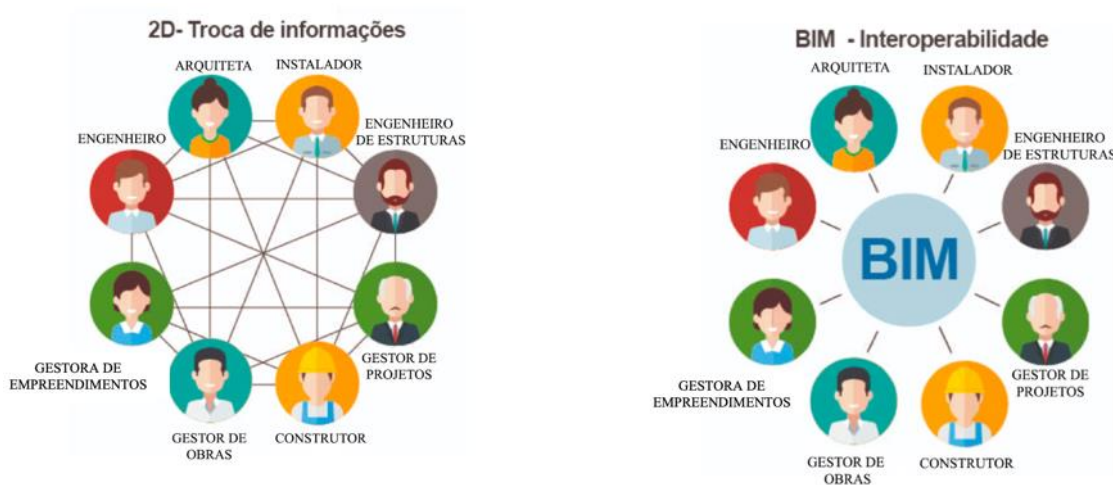 2D- Troca de informações
ARQUITETA
INSTALADOR
ENGENHEIRO
ENGENHEIRO
DE ESTRUTURAS
GESTORA DE
EMPREENDIMENTOS
GESTOR DE
PROJETOS
GESTOR DE
OBRAS
CONSTRUTOR
BIM - Interoperabilidade
ARQUITETA
INSTALADOR
ENGENHEIRO
ENGENHEIRO
DE ESTRUTURAS
BIM
GESTORA DE
EMPREENDIMENTOS
GESTOR DE
PROJETOS
GESTOR DE
OBRAS
CONSTRUTOR